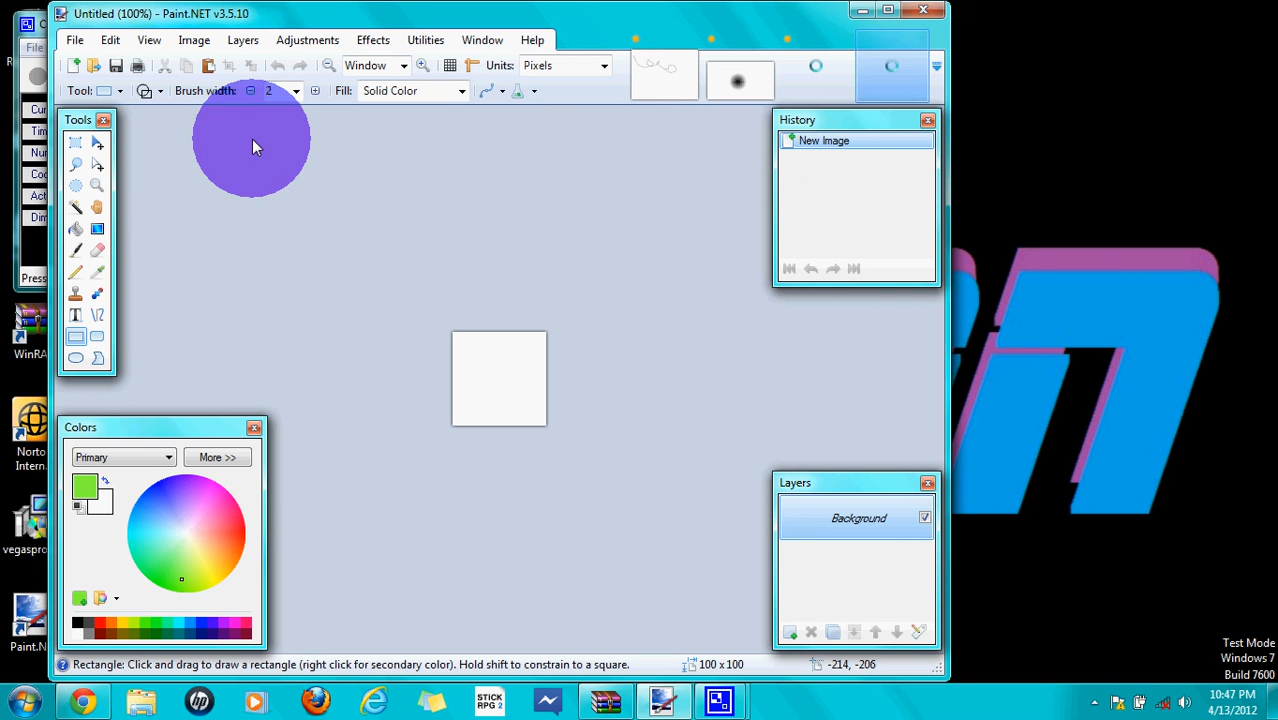 Untitled (100%) - Paint.NET v3.5.10
File Edit View Image Layers Adjustments Effects Utilities Window Help
Window Units: Pixels
Tool: Brush width: 2 Fill: Solid Color
Tools
History
New Image
File
Press
WinRA
Norto
Intern...
vegaspro
Paint.N
Colors
Primary
More >>
Layers
Background
Rectangle: Click and drag to draw a rectangle (right click for secondary color). Hold shift to constrain to a square.
100 x 100
-214, -206
Test Mode
Windows 7
Build 7600
hp
STICK
RPG 2
10:47 PM
4/13/2012